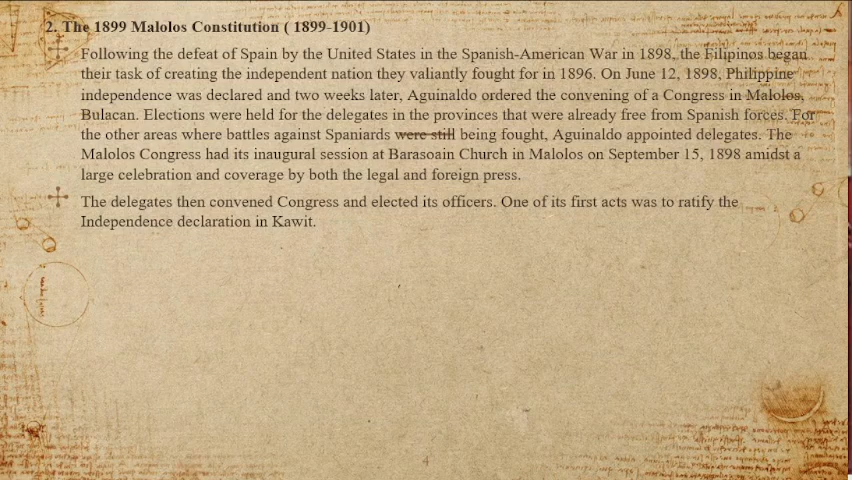 2. The 1899 Malolos Constitution ( 1899-1901)
Following the defeat of Spain by the United States in the Spanish-American War in 1898, the Filipinos began
their task of creating the independent nation they valiantly fought for in 1896. On June 12, 1898, Philippine
independence was declared and two weeks later, Aguinaldo ordered the convening of a Congress in Malolos,
Bulacan. Elections were held for the delegates in the provinces that were already free from Spanish forces. For
the other areas where battles against Spaniards were still being fought, Aguinaldo appointed delegates. The
Malolos Congress had its inaugural session at Barasoain Church in Malolos on September 15, 1898 amidst a
large celebration and coverage by both the legal and foreign press.
The delegates then convened Congress and elected its officers. One of its first acts was to ratify the
Independence declaration in Kawit.
4